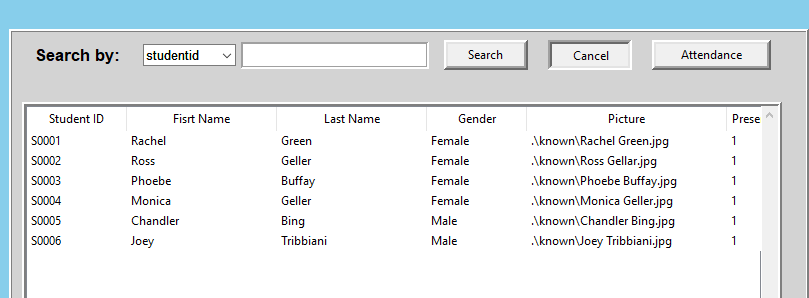 Search by: studentid Search Cancel Attendance
Student ID Fisrt Name Last Name Gender Picture Prese
S0001 Rachel Green Female .\known\Rachel Green.jpg 1
S0002 Ross Geller Female .\known\Ross Gellar.jpg 1
S0003 Phoebe Buffay Female .\known\Phoebe Buffay.jpg 1
S0004 Monica Geller Female .\known\Monica Geller.jpg 1
S0005 Chandler Bing Male .\known\Chandler Bing.jpg 1
S0006 Joey Tribbiani Male .\known\Joey Tribbiani.jpg 1